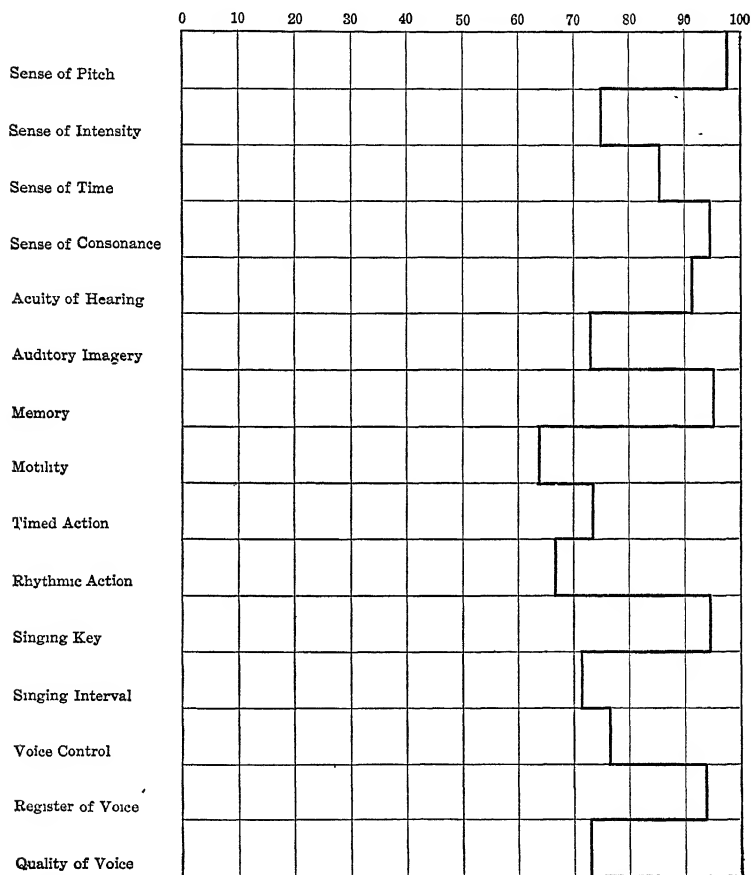 0 10 20 30 40 50 60 70 80 90 100
Sense of Pitch
Sense of Intensity
Sense of Time
Sense of Consonance
Acuity of Hearing
Auditory Imagery
Memory
Motility
Timed Action
Rhythmic Action
Singing Key
Singing Interval
Voice Control
Register of Voice
Quality of Voice